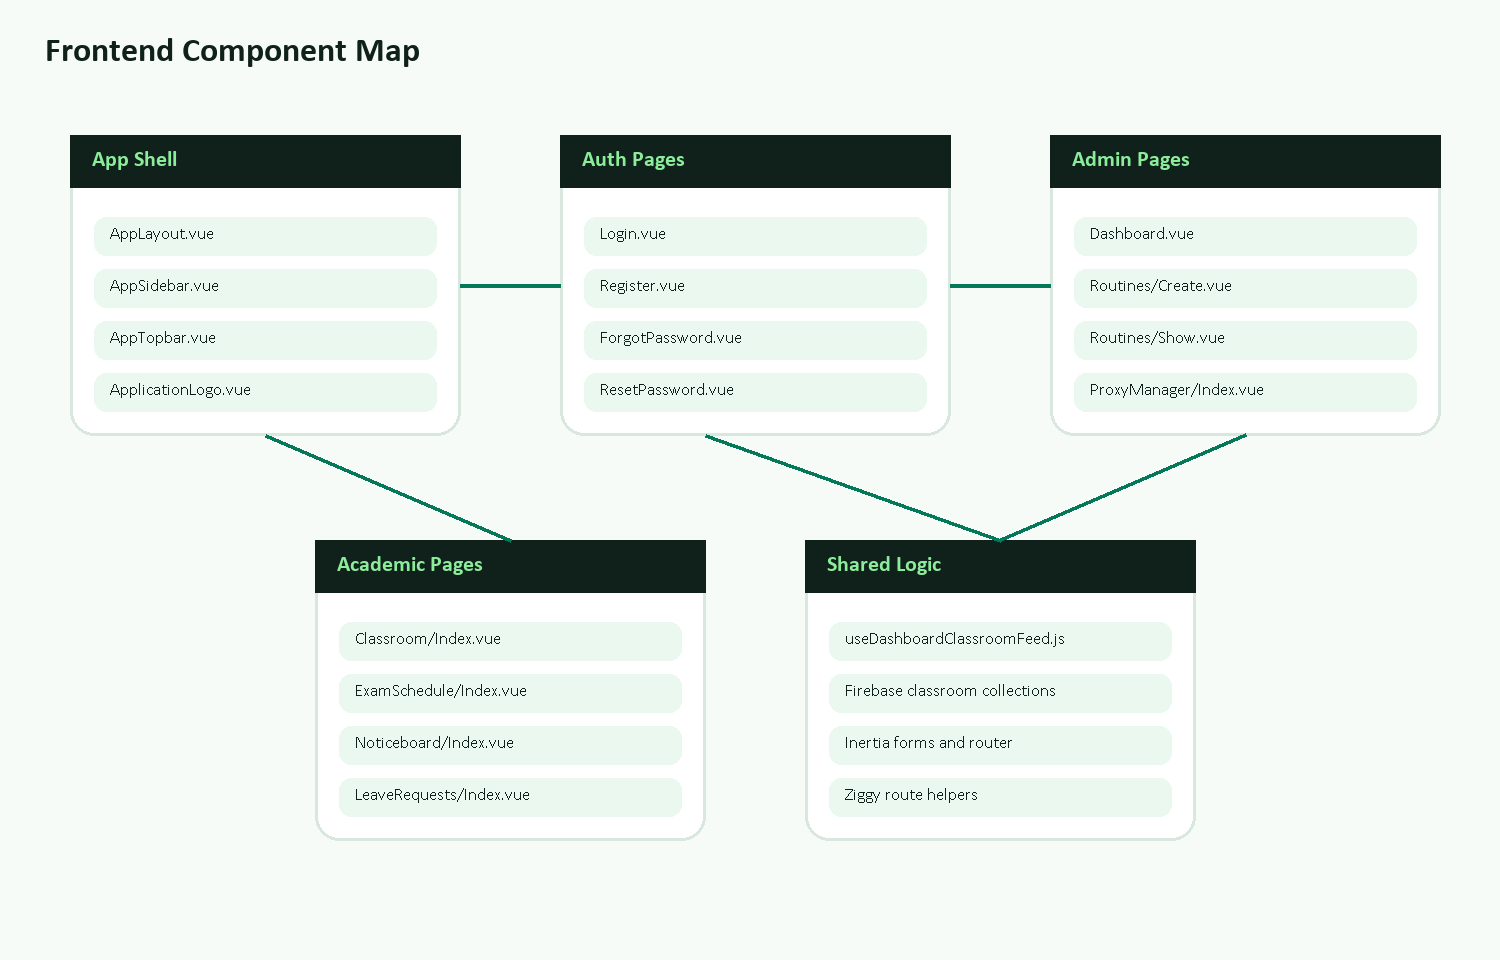 Frontend Component Map
App Shell
AppLayout.vue
AppSidebar.vue
AppTopbar.vue
ApplicationLogo.vue
Auth Pages
Login.vue
Register.vue
ForgotPassword.vue
ResetPassword.vue
Admin Pages
Dashboard.vue
Routines/Create.vue
Routines/Show.vue
ProxyManager/Index.vue
Academic Pages
Classroom/Index.vue
ExamSchedule/Index.vue
Noticeboard/Index.vue
LeaveRequests/Index.vue
Shared Logic
useDashboardClassroomFeed.js
Firebase classroom collections
Inertia forms and router
Ziggy route helpers